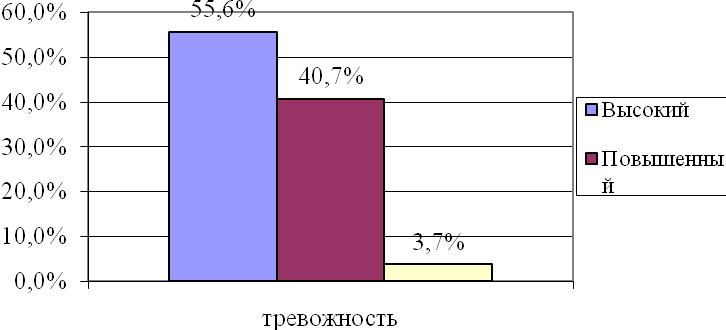 60,0%
50,0%
40,0%
30,0%
20,0%
10,0%
0,0%
55,6%
40,7%
3,7%
тревожность
Высокий
Повышенны
й